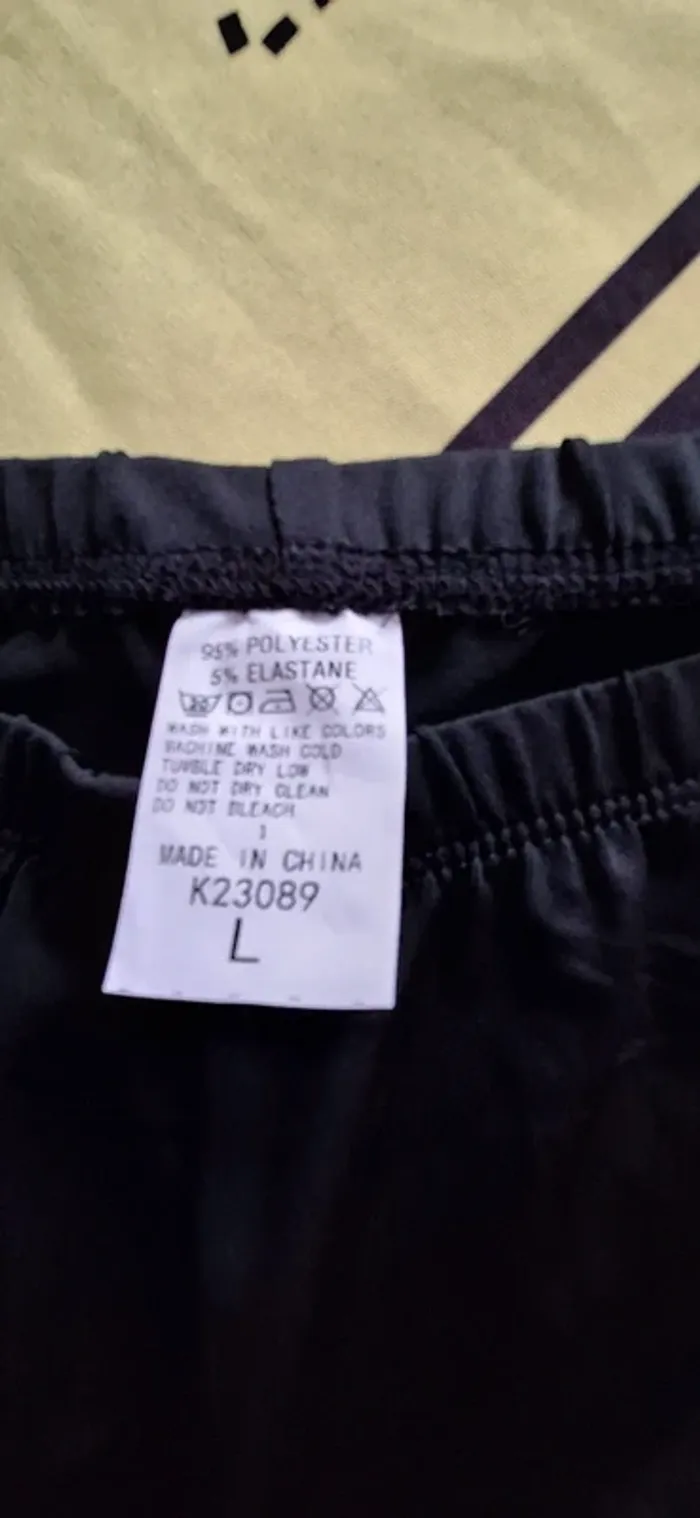 95% POLYESTER
5% ELASTANE
WASH WITH LIKE COLORS
MACHINE WASH COLD
TUMBLE DRY LOW
DO NOT DRY CLEAN
DO NOT BLEACH
1
MADE IN CHINA
K23089
L